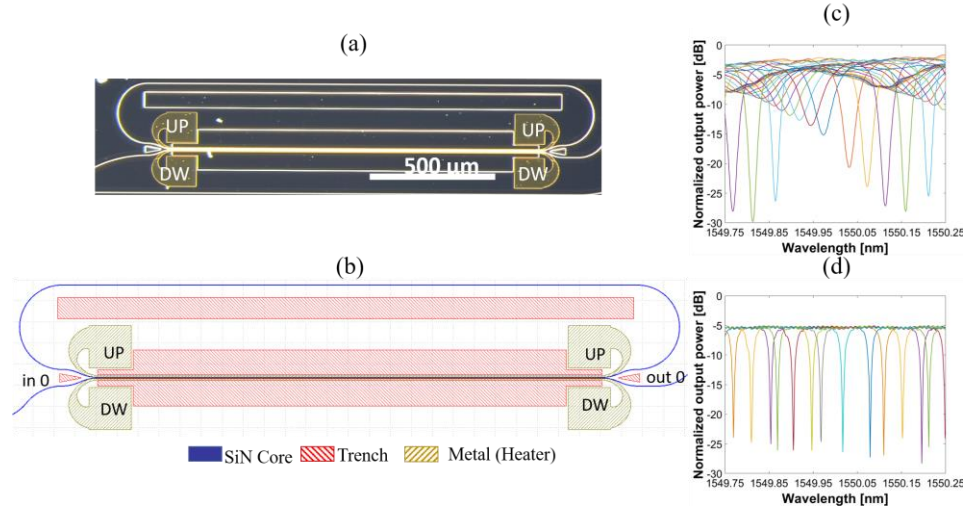 (a)
UP
UP
500 µm
DW
DW
(b)
UP
UP
in 0
out 0
DW
DW
SiN Core
Trench
Metal (Heater)
(c)
Normalized output power [dB]
0
-5
-10
-15
-20
-25
-30
1549.75
1549.85
1549.95
1550.05
1550.15
1550.25
Wavelength [nm]
(d)
Normalized output power [dB]
0
-5
-10
-15
-20
-25
-30
1549.75
1549.85
1549.95
1550.05
1550.15
1550.25
Wavelength [nm]